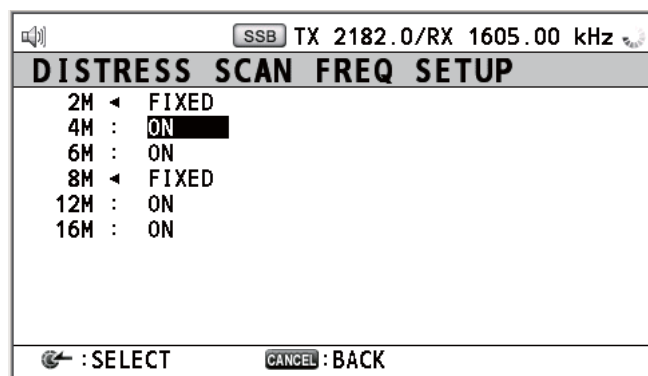 SSB TX 2182.0/RX 1605.00 kHz
DISTRESS SCAN FREQ SETUP
2M ◄ FIXED
4M : ON
6M : ON
8M ◄ FIXED
12M : ON
16M : ON
:SELECT CANCEL:BACK